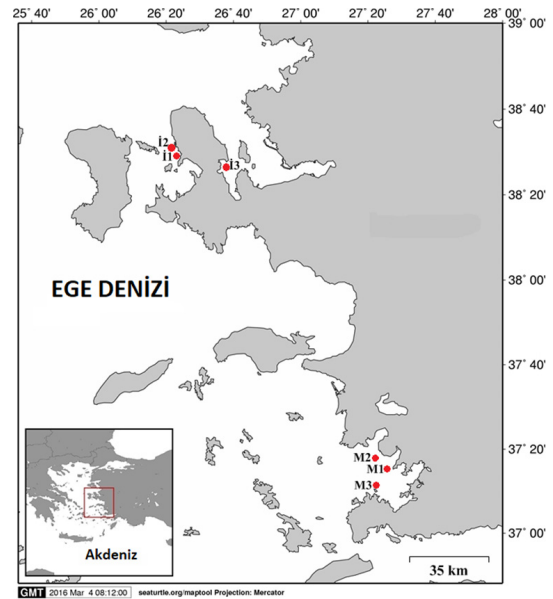 25˚ 40' 26˚ 00' 26˚ 20' 26˚ 40' 27˚ 00' 27˚ 20' 27˚ 40' 28˚ 00'
39˚ 00'
38˚ 40'
İ2
İ1
İ3
38˚ 20'
EGE DENİZİ
38˚ 00'
37˚ 40'
37˚ 20'
M2
M1
M3
37˚ 00'
Akdeniz
35 km
GMT 2016 Mar 4 08:12:00 seaturtle.org/maptool Projection: Mercator